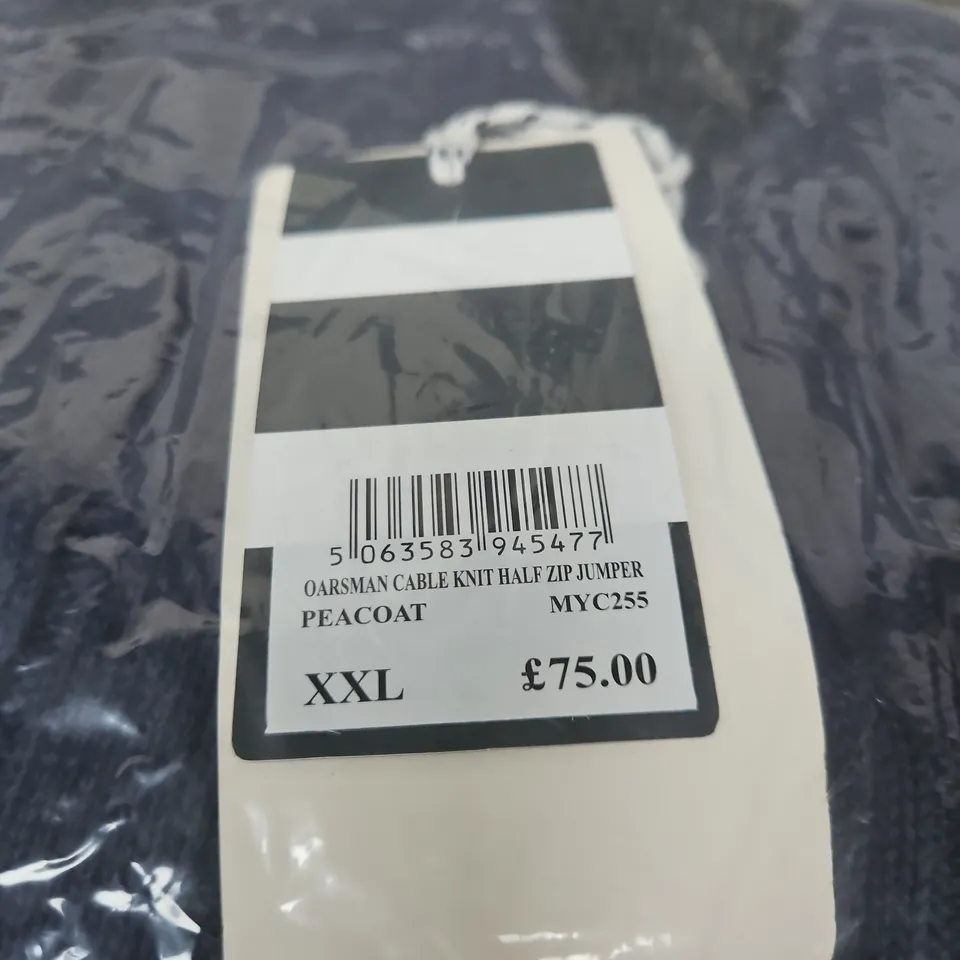 5 063583 945477
OARSMAN CABLE KNIT HALF ZIP JUMPER
PEACOAT MYC255
XXL £75.00